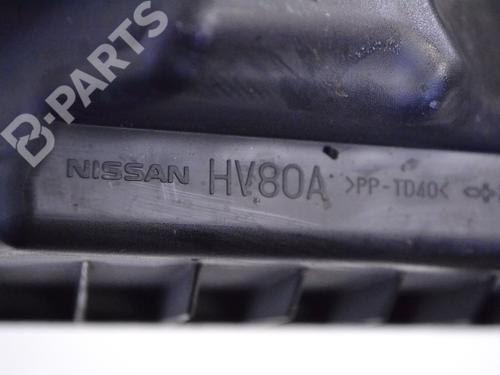 B-PARTS
NISSAN HV80A >PP-TD40<